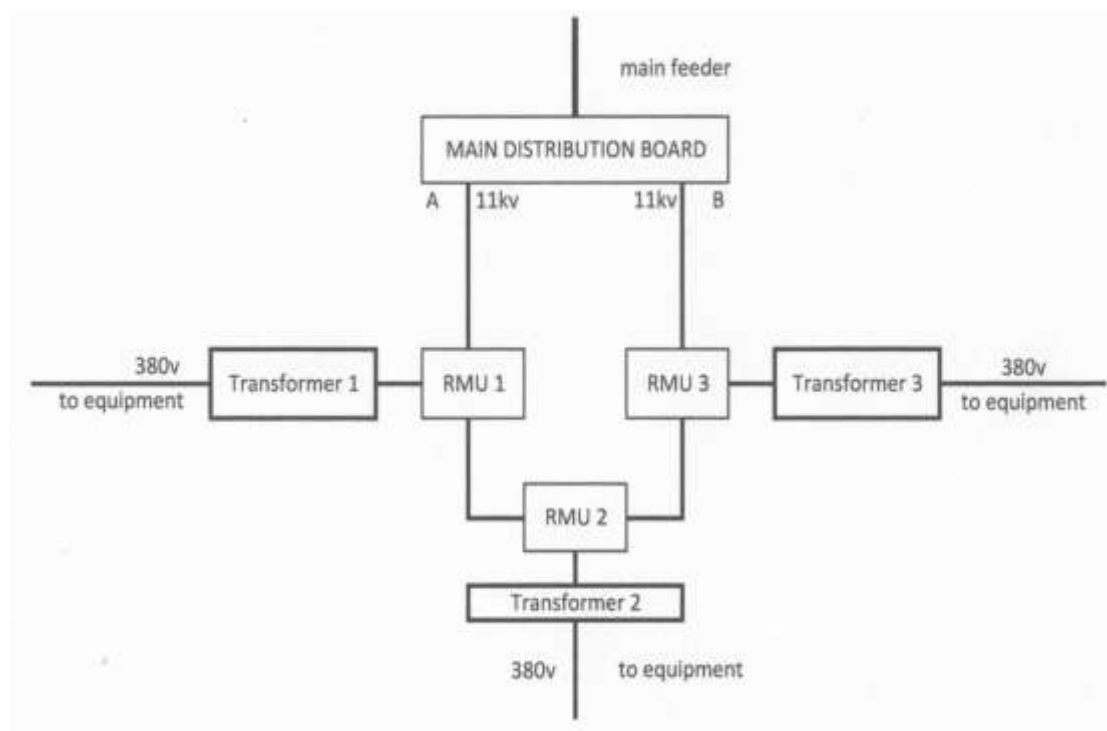 main feeder
MAIN DISTRIBUTION BOARD
A 11kv 11kv B
380v
to equipment
Transformer 1
RMU 1
RMU 3
Transformer 3
380v
to equipment
RMU 2
Transformer 2
380v to equipment